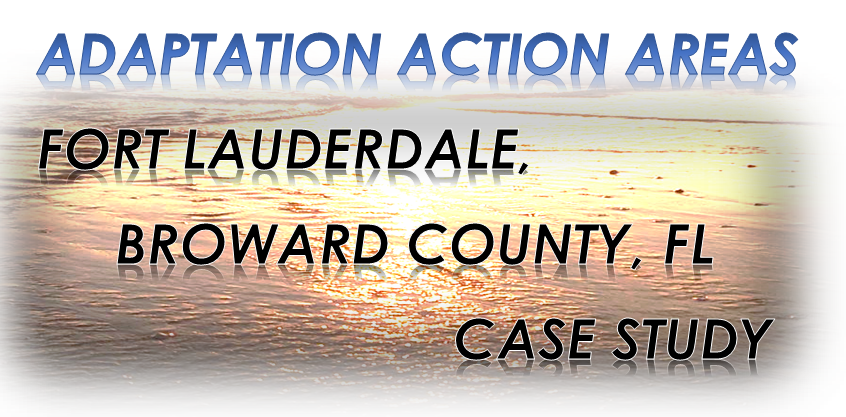 ADAPTATION ACTION AREAS
FORT LAUDERDALE,
BROWARD COUNTY, FL
CASE STUDY